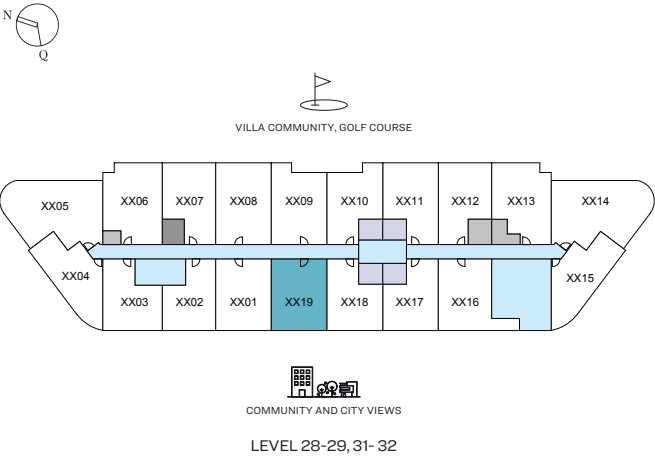 N
Q
VILLA COMMUNITY, GOLF COURSE
XX05 XX06 XX07 XX08 XX09 XX10 XX11 XX12 XX13 XX14
XX04 XX03 XX02 XX01 XX19 XX18 XX17 XX16 XX15
COMMUNITY AND CITY VIEWS
LEVEL 28-29, 31- 32